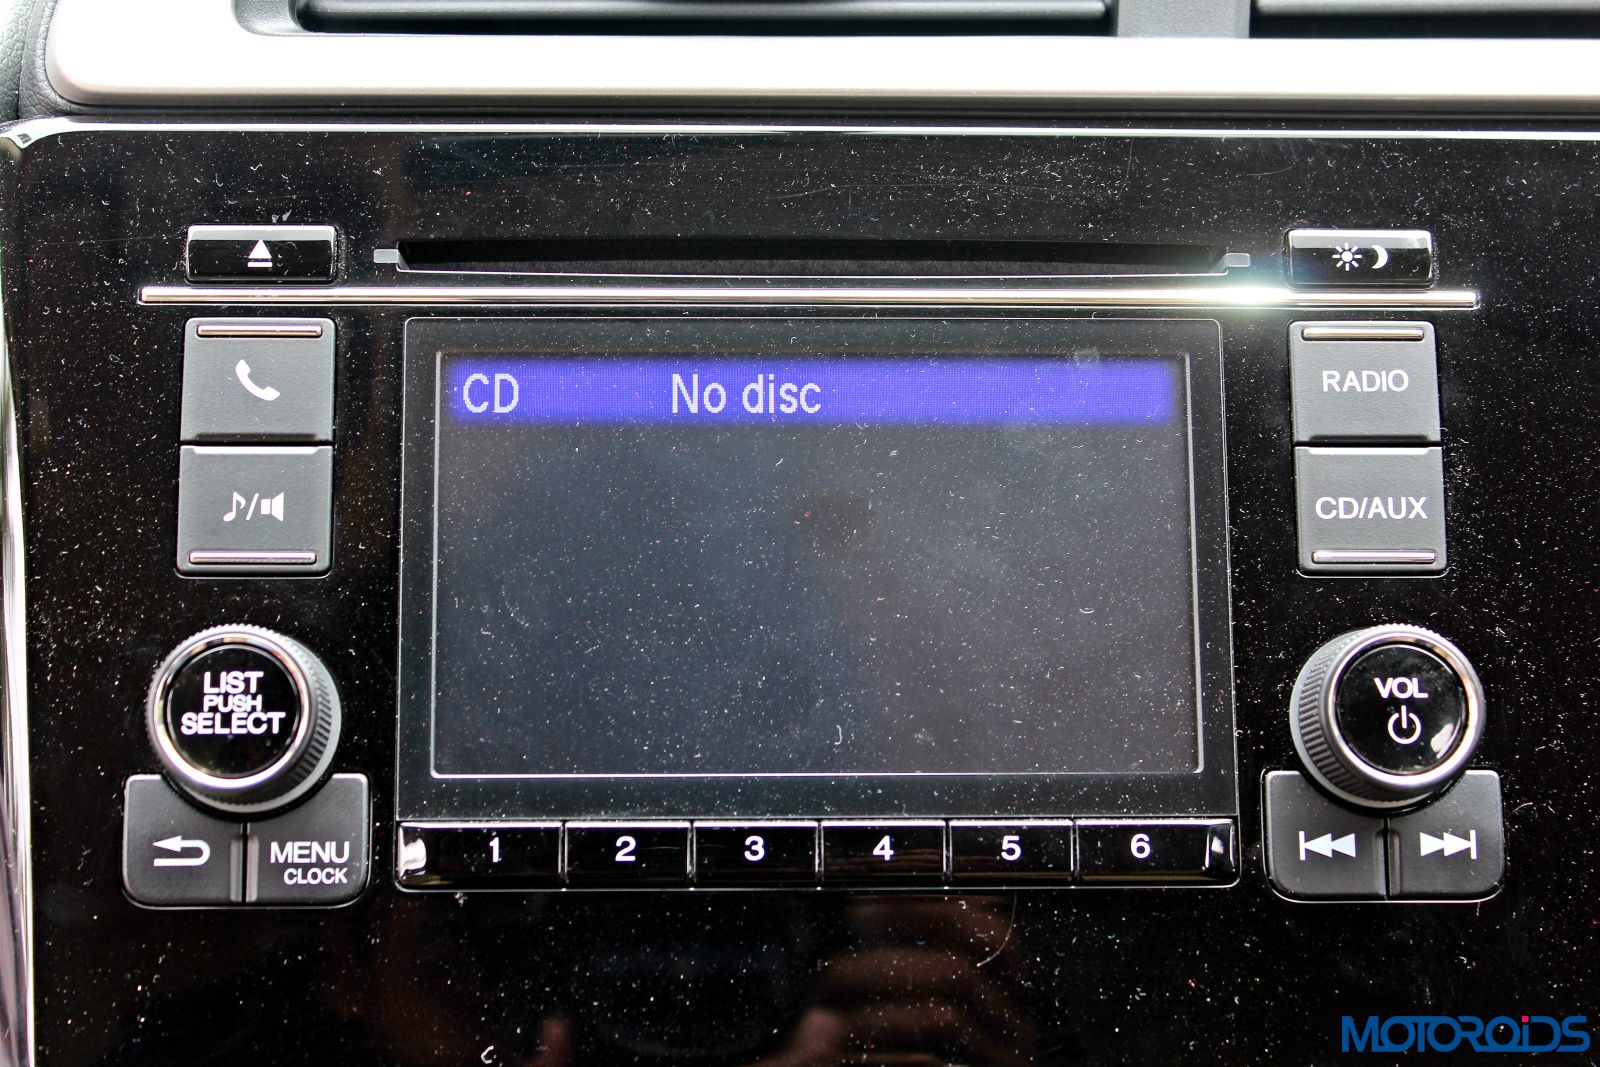 CD No disc
RADIO
CD/AUX
LIST
PUSH
SELECT
VOL
MENU
CLOCK
1 2 3 4 5 6
MOTOROiDS